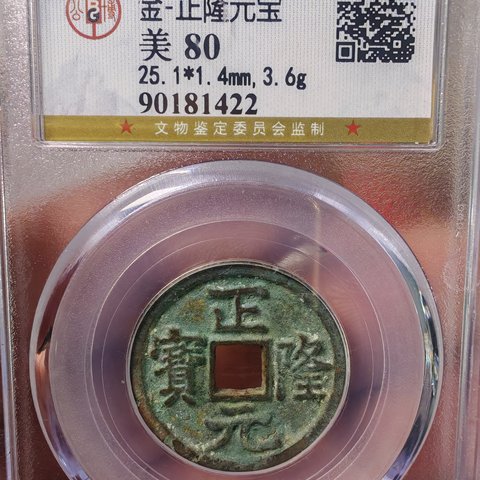 金-正隆元宝
美 80
25.1*1.4mm,3.6g
90181422
★ 文物鉴定委员会监制 ★
正
寶 隆
元